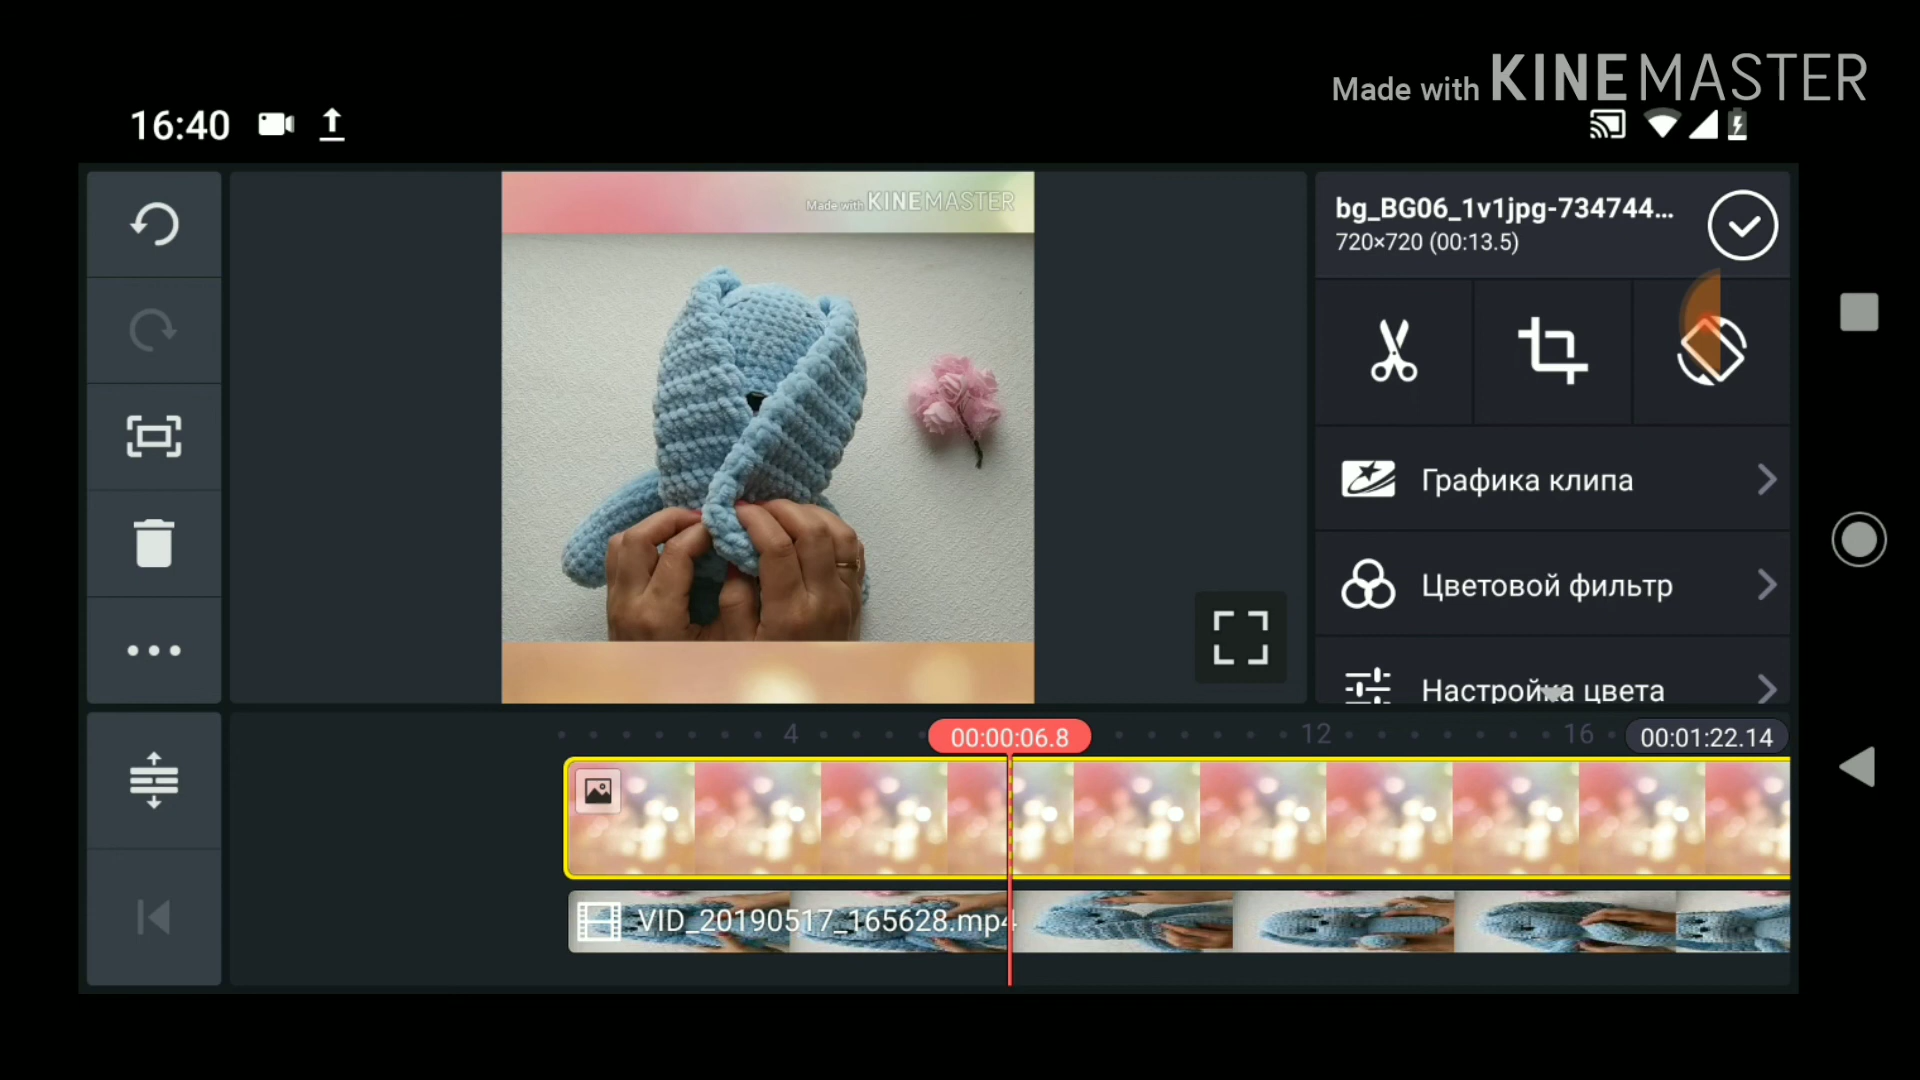 Made with KINEMASTER
16:40
Made with KINEMASTER
bg_BG06_1v1jpg-734744...
720×720 (00:13.5)
Графика клипа
Цветовой фильтр
Настройка цвета
4
00:00:06.8
12
16
00:01:22.14
VID_20190517_165628.mp4